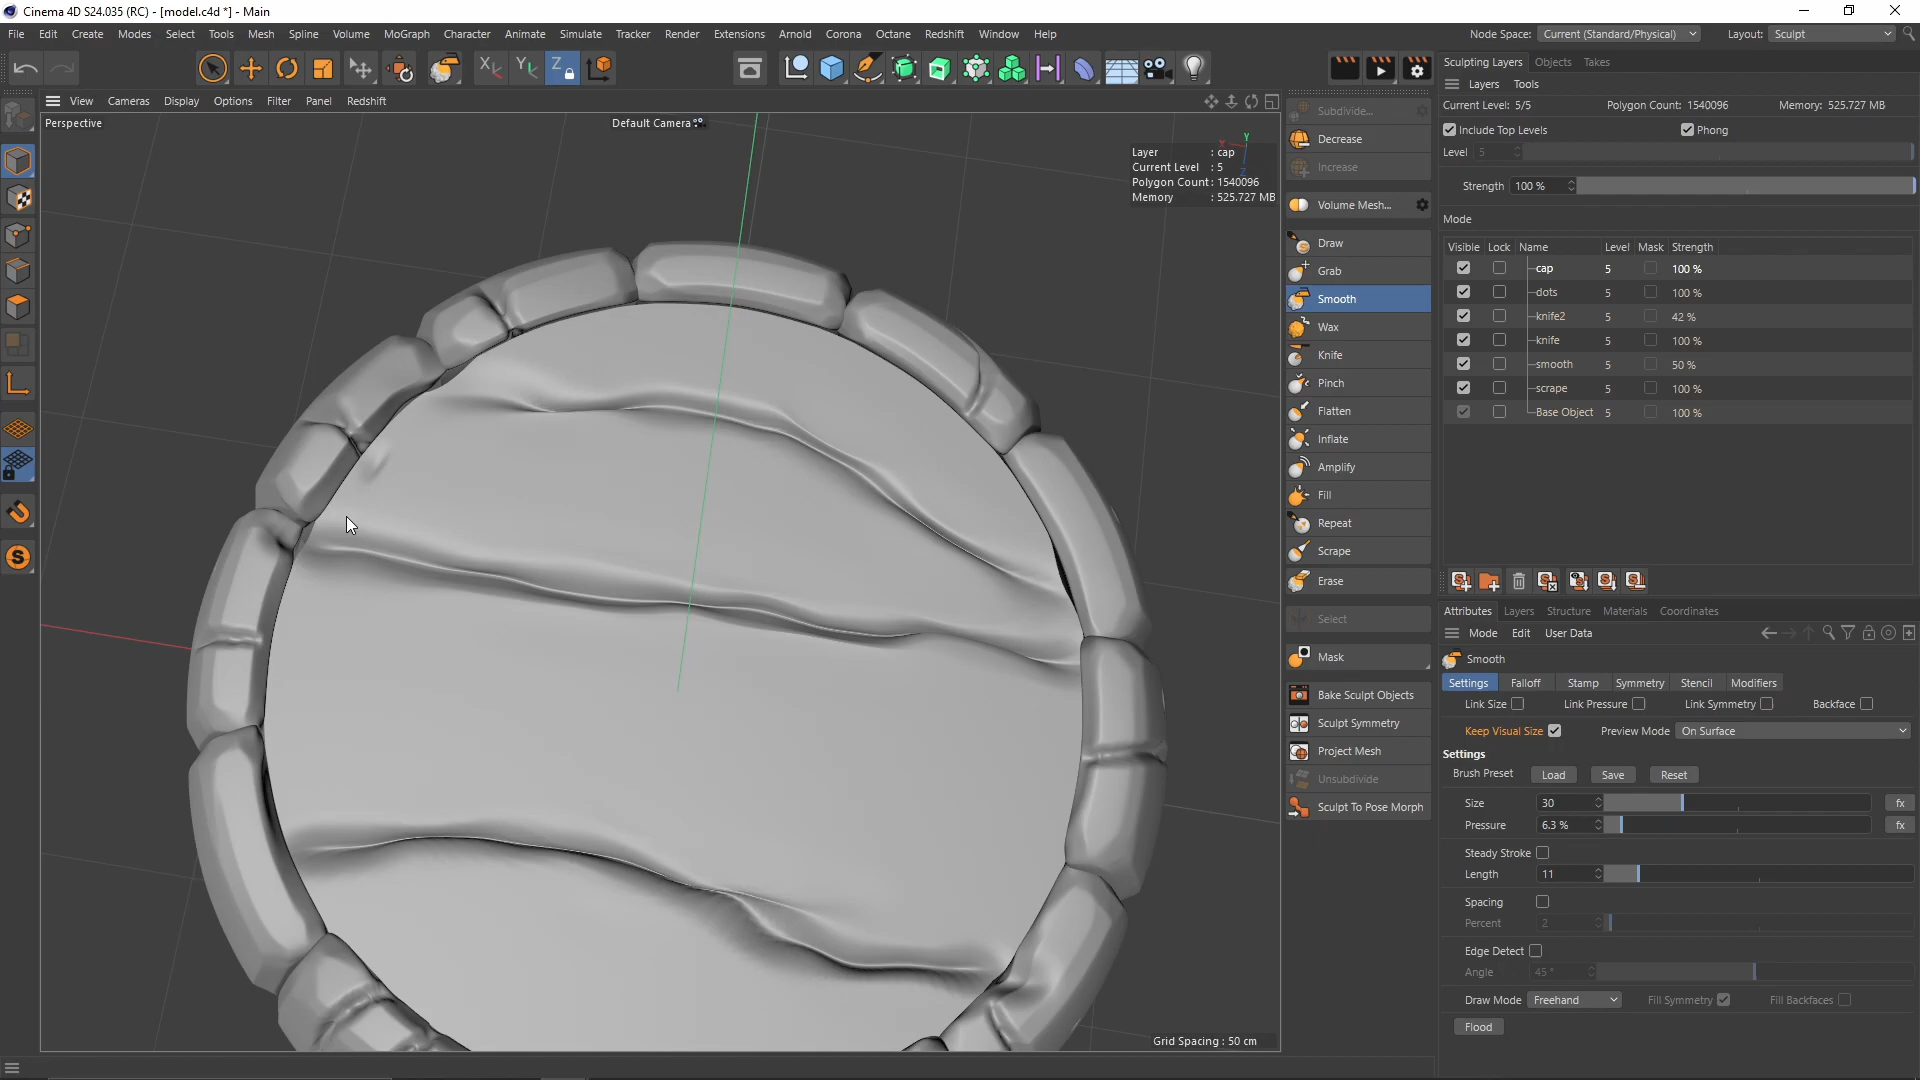 Cinema 4D S24.035 (RC) - [model.c4d *] - Main
File Edit Create Modes Select Tools Mesh Spline Volume MoGraph Character Animate Simulate Tracker Render Extensions Arnold Corona Octane Redshift Window Help
Node Space: Current (Standard/Physical) Layout: Sculpt
X Y Z
View Cameras Display Options Filter Panel Redshift
Perspective
Default Camera
Y
Z
Layer : cap
Current Level : 5
Polygon Count : 1540096
Memory : 525.727 MB
Grid Spacing : 50 cm
Subdivide...
Decrease
Increase
Volume Mesh...
Draw
Grab
Smooth
Wax
Knife
Pinch
Flatten
Inflate
Amplify
Fill
Repeat
Scrape
Erase
Select
Mask
Bake Sculpt Objects
Sculpt Symmetry
Project Mesh
Unsubdivide
Sculpt To Pose Morph
Sculpting Layers Objects Takes
Layers Tools
Current Level: 5/5 Polygon Count: 1540096 Memory: 525.727 MB
Include Top Levels Phong
Level 5
Strength 100 %
Mode
Visible Lock Name Level Mask Strength
cap 5 100 %
dots 5 100 %
knife2 5 42 %
knife 5 100 %
smooth 5 50 %
scrape 5 100 %
Base Object 5 100 %
Attributes Layers Structure Materials Coordinates
Mode Edit User Data
Smooth
Settings Falloff Stamp Symmetry Stencil Modifiers
Link Size Link Pressure Link Symmetry Backface
Keep Visual Size Preview Mode On Surface
Settings
Brush Preset Load Save Reset
Size 30 fx
Pressure 6.3 % fx
Steady Stroke
Length 11
Spacing
Percent 2
Edge Detect
Angle 45 °
Draw Mode Freehand Fill Symmetry Fill Backfaces
Flood